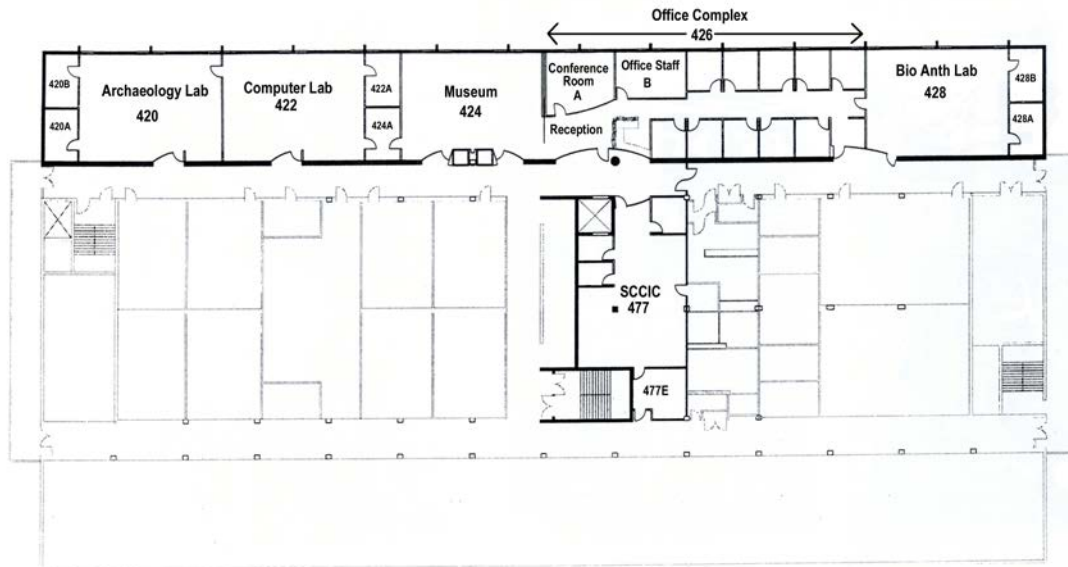 Office Complex
426
420B
420A
Archaeology Lab
420
Computer Lab
422
422A
424A
Museum
424
Conference
Room
A
Office Staff
B
Reception
Bio Anth Lab
428
428B
428A
SCCIC
477
477E